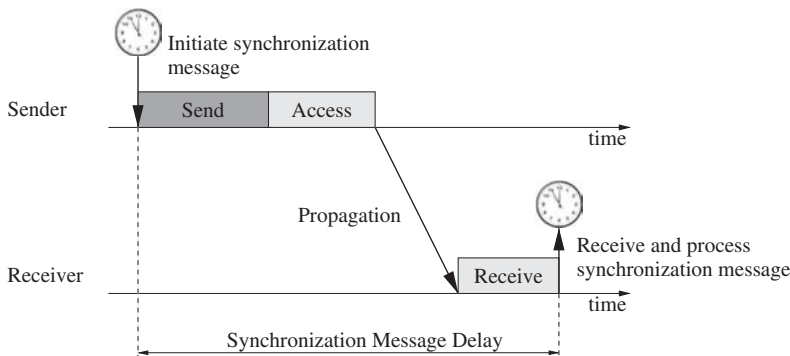 Initiate synchronization
message
Sender
Send
Access
time
Propagation
Receive and process
synchronization message
Receiver
Receive
time
Synchronization Message Delay